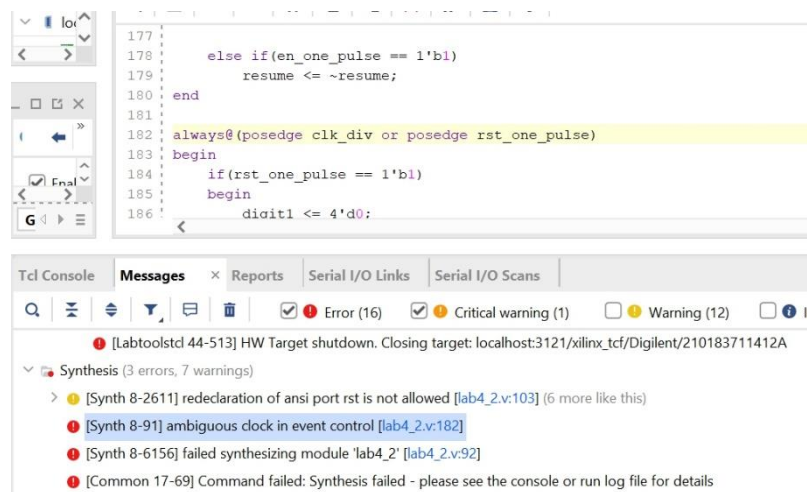 loc
177
178 else if(en_one_pulse == 1'b1)
179 resume <= ~resume;
180 end
181
182 always@(posedge clk_div or posedge rst_one_pulse)
183 begin
184 if(rst_one_pulse == 1'b1)
185 begin
186 digit1 <= 4'd0;
Enal
G
Tcl Console Messages × Reports Serial I/O Links Serial I/O Scans
Error (16) Critical warning (1) Warning (12) I
[Labtoolstcl 44-513] HW Target shutdown. Closing target: localhost:3121/xilinx_tcf/Digilent/210183711412A
Synthesis (3 errors, 7 warnings)
[Synth 8-2611] redeclaration of ansi port rst is not allowed [lab4_2.v:103] (6 more like this)
[Synth 8-91] ambiguous clock in event control [lab4_2.v:182]
[Synth 8-6156] failed synthesizing module 'lab4_2' [lab4_2.v:92]
[Common 17-69] Command failed: Synthesis failed - please see the console or run log file for details